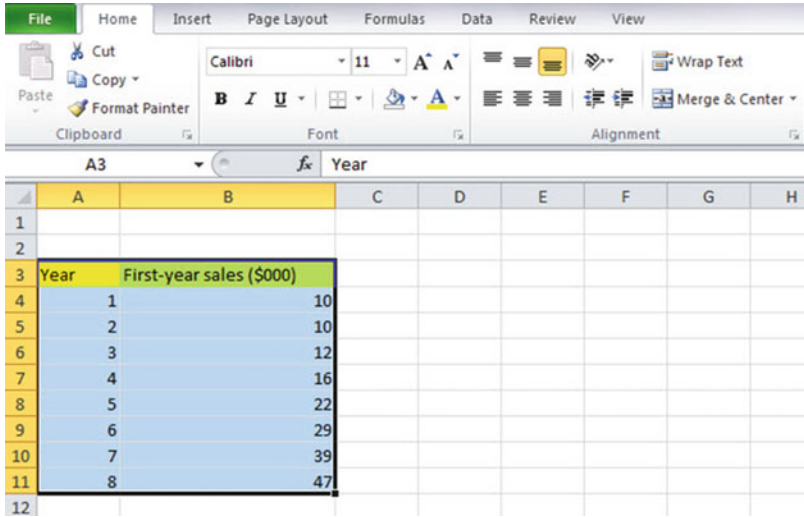 File Home Insert Page Layout Formulas Data Review View
Cut
Copy
Paste
Format Painter
Calibri 11 A A
B I U A
Wrap Text
Merge & Center
Clipboard Font Alignment
A3 fx Year
A B C D E F G H
1
2
3 Year First-year sales ($000)
4 1 10
5 2 10
6 3 12
7 4 16
8 5 22
9 6 29
10 7 39
11 8 47
12